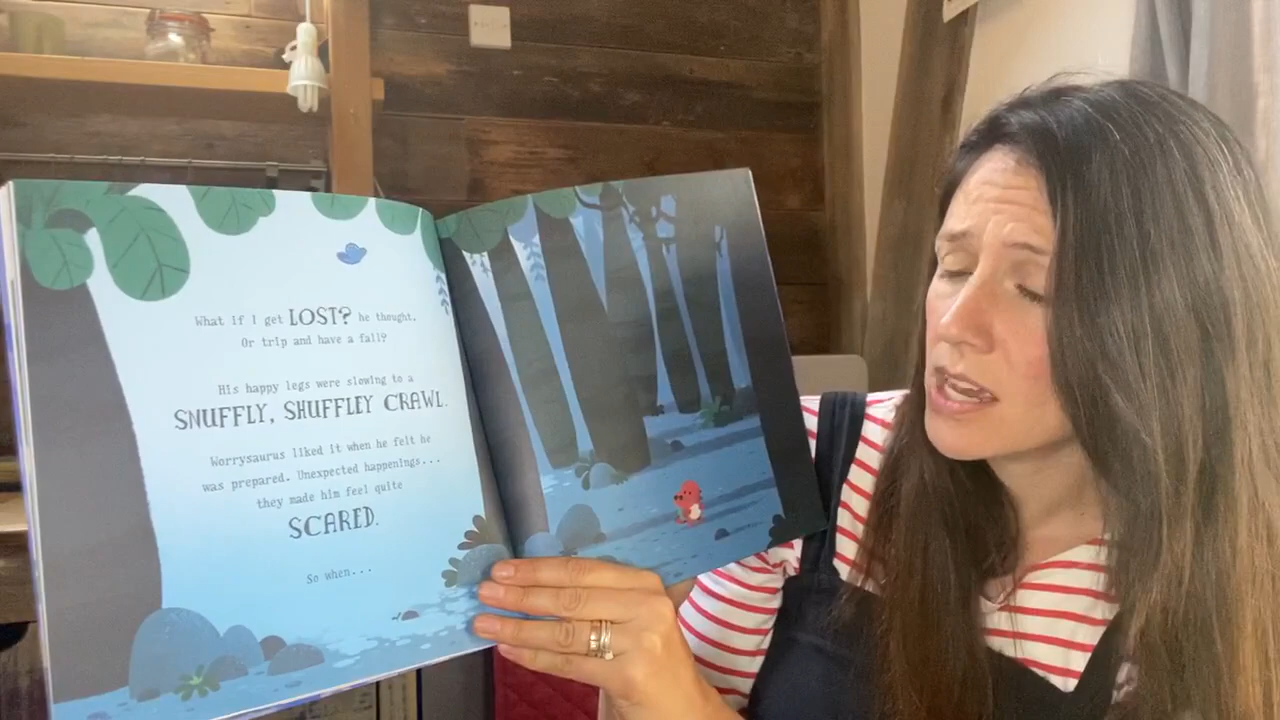 What if I get LOST? he thought,
Or trip and have a fall?
His happy legs were slowing to a
SNUFFLY, SHUFFLEY CRAWL.
Worrysaurus liked it when he felt he
was prepared. Unexpected happenings...
they made him feel quite
SCARED.
So when...